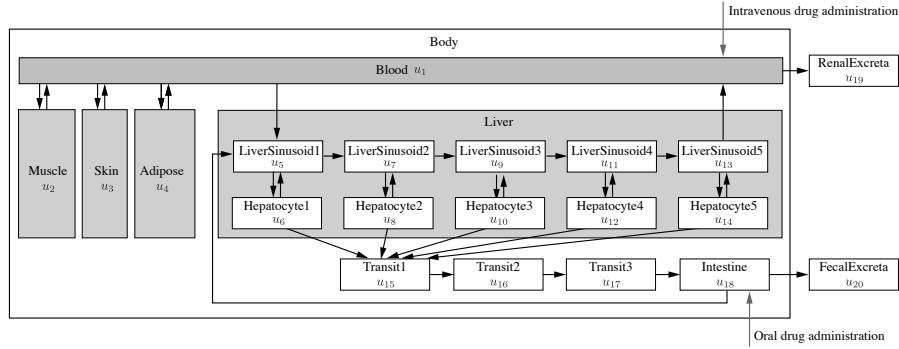 Intravenous drug administration
Body
Blood u₁
RenalExcreta
u₁₉
Liver
Muscle
u₂
Skin
u₃
Adipose
u₄
LiverSinusoid1
u₅
LiverSinusoid2
u₇
LiverSinusoid3
u₉
LiverSinusoid4
u₁₁
LiverSinusoid5
u₁₃
Hepatocyte1
u₆
Hepatocyte2
u₈
Hepatocyte3
u₁₀
Hepatocyte4
u₁₂
Hepatocyte5
u₁₄
Transit1
u₁₅
Transit2
u₁₆
Transit3
u₁₇
Intestine
u₁₈
FecalExcreta
u₂₀
Oral drug administration